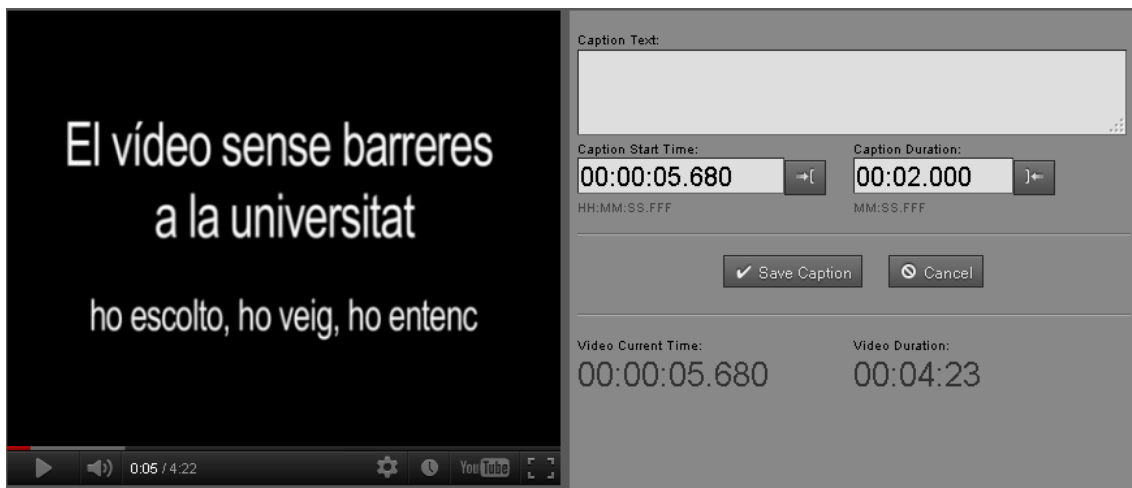 El vídeo sense barreres
a la universitat
ho escolto, ho veig, ho entenc
0:05 / 4:22
YouTube
Caption Text:
Caption Start Time:
00:00:05.680
HH:MM:SS.FFF
Caption Duration:
00:02.000
MM:SS.FFF
Save Caption
Cancel
Video Current Time:
00:00:05.680
Video Duration:
00:04:23